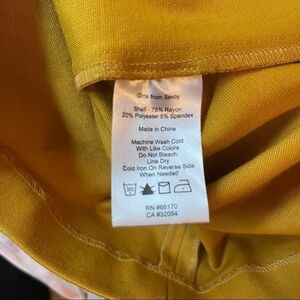 Girls from Savoy
Shell - 75% Rayon
20% Polyester 5% Spandex
Made in China
Machine Wash Cold
With Like Colors
Do Not Bleach
Line Dry
Cold Iron On Reverse Side
When Needed
RN #66170
CA #32054